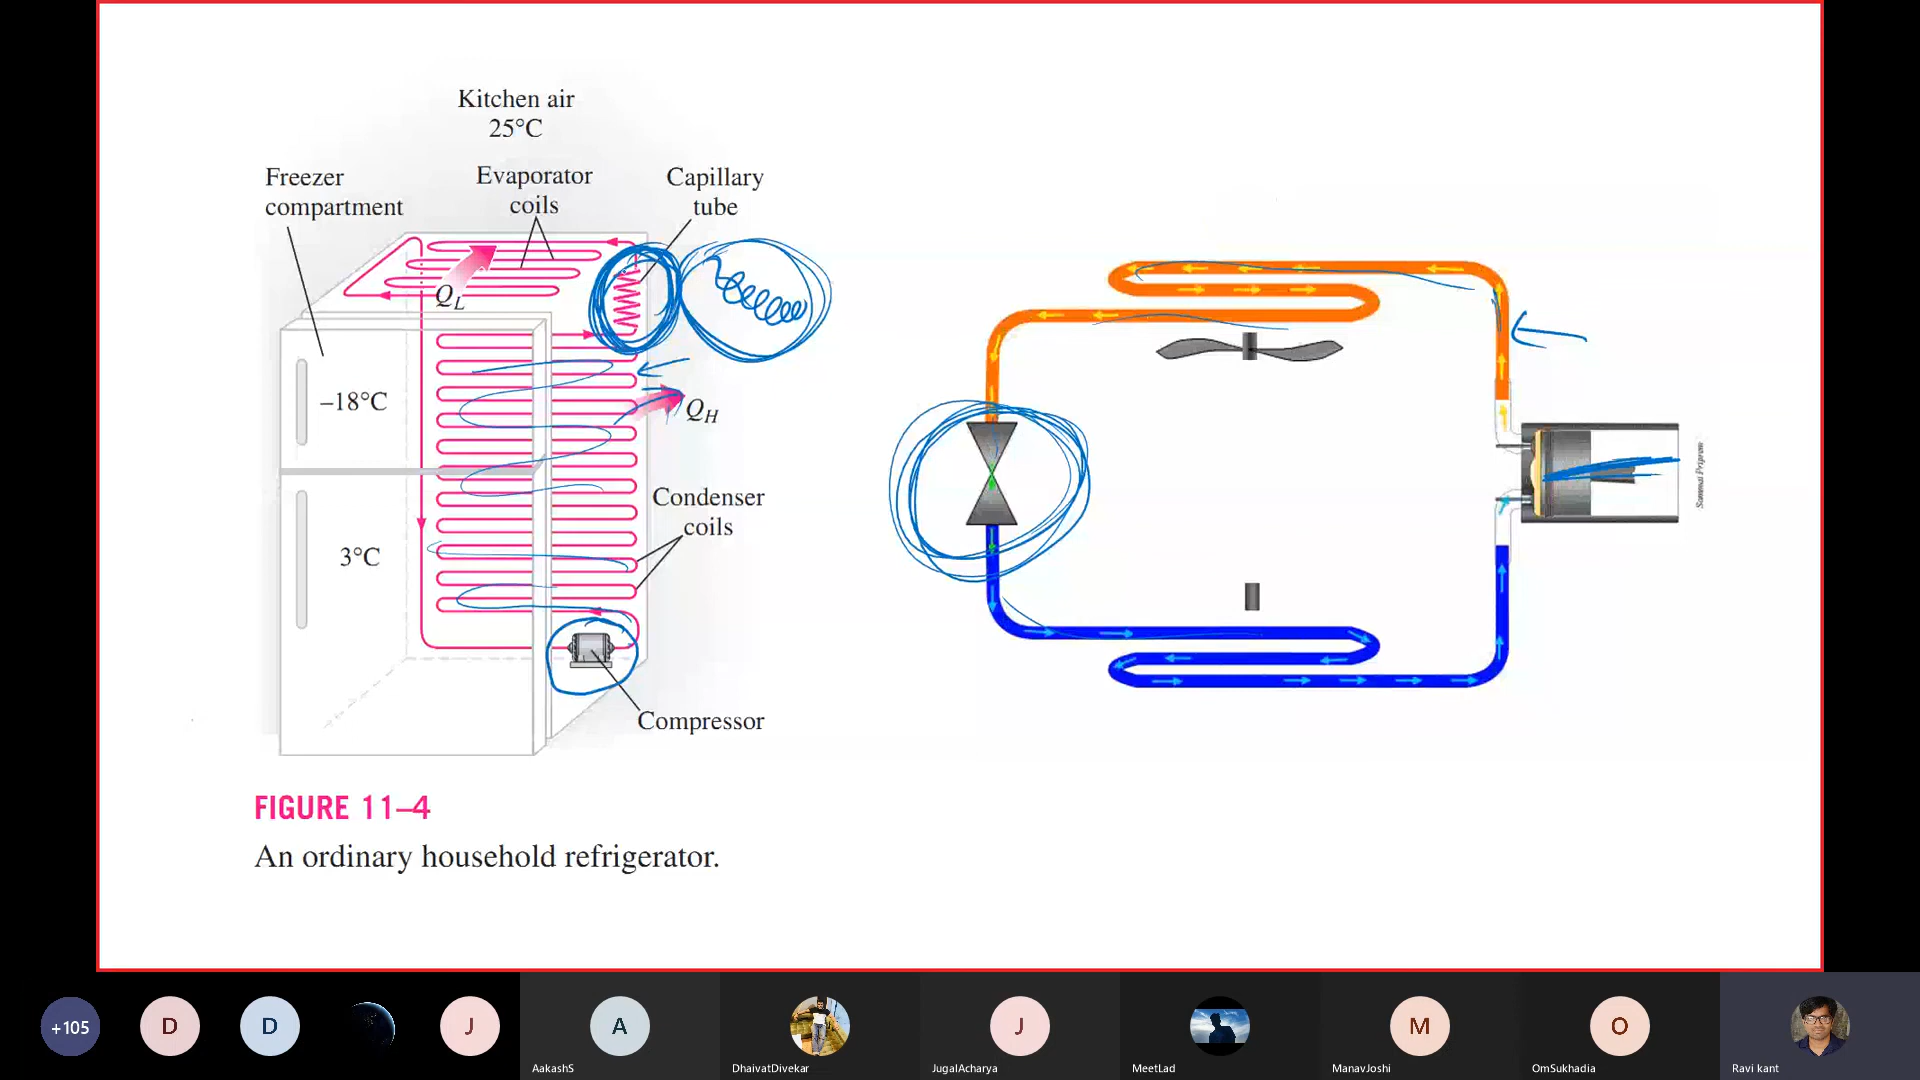 Kitchen air
25°C
Freezer
compartment
Evaporator
coils
Capillary
tube
Q_L
–18°C
Q_H
3°C
Condenser
coils
Compressor
FIGURE 11–4
An ordinary household refrigerator.
+105
D
D
J
A
AakashS
DhaivatDivekar
J
JugalAcharya
MeetLad
M
ManavJoshi
O
OmSukhadia
Ravi kant